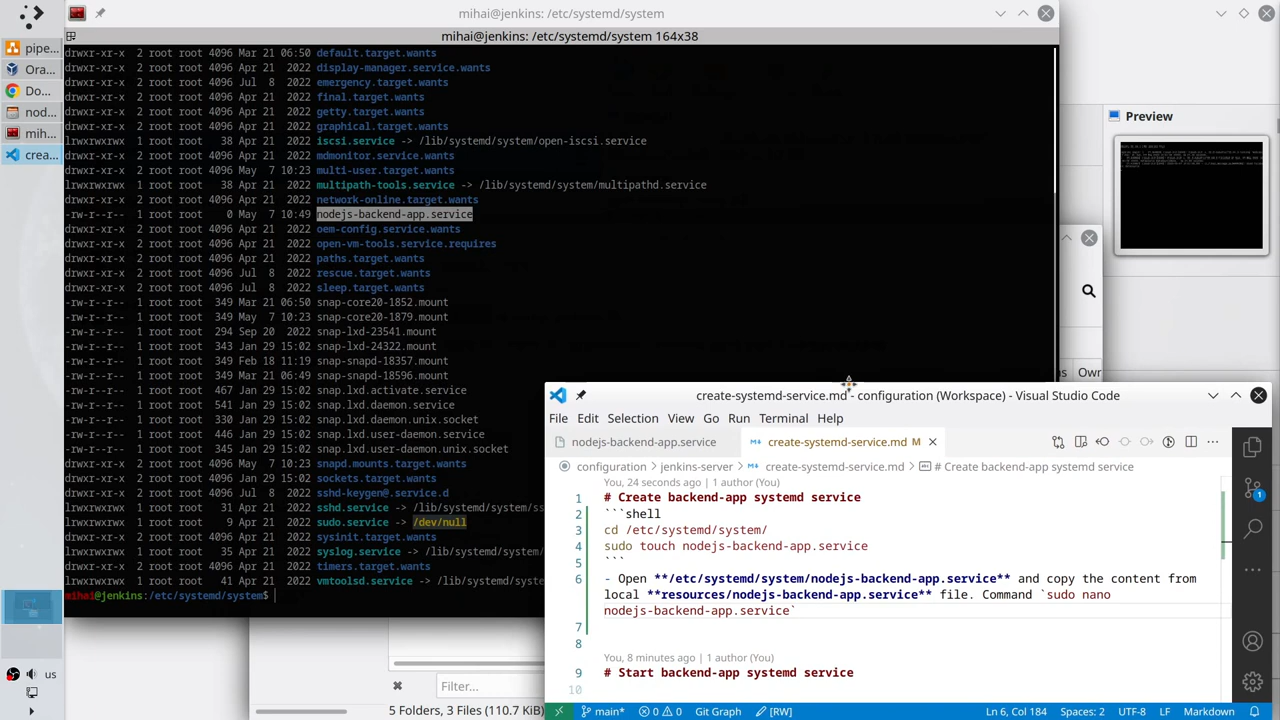 mihai@jenkins: /etc/systemd/system
mihai@jenkins: /etc/systemd/system 164x38
pipe...
Ora...
Do...
nod...
mih...
crea...
us
drwxr-xr-x 2 root root 4096 Mar 21 06:50 default.target.wants
drwxr-xr-x 2 root root 4096 Apr 21 2022 display-manager.service.wants
drwxr-xr-x 2 root root 4096 Jul 8 2022 emergency.target.wants
drwxr-xr-x 2 root root 4096 Apr 21 2022 final.target.wants
drwxr-xr-x 2 root root 4096 Apr 21 2022 getty.target.wants
drwxr-xr-x 2 root root 4096 Apr 21 2022 graphical.target.wants
lrwxrwxrwx 1 root root 38 Apr 21 2022 iscsi.service -> /lib/systemd/system/open-iscsi.service
drwxr-xr-x 2 root root 4096 Apr 21 2022 mdmonitor.service.wants
drwxr-xr-x 2 root root 4096 May 7 10:23 multi-user.target.wants
lrwxrwxrwx 1 root root 38 Apr 21 2022 multipath-tools.service -> /lib/systemd/system/multipathd.service
drwxr-xr-x 2 root root 4096 Apr 21 2022 network-online.target.wants
-rw-r--r-- 1 root root 0 May 7 10:49 nodejs-backend-app.service
drwxr-xr-x 2 root root 4096 Apr 21 2022 oem-config.service.wants
drwxr-xr-x 2 root root 4096 Apr 21 2022 open-vm-tools.service.requires
drwxr-xr-x 2 root root 4096 Apr 21 2022 paths.target.wants
drwxr-xr-x 2 root root 4096 Jul 8 2022 rescue.target.wants
drwxr-xr-x 2 root root 4096 Jul 8 2022 sleep.target.wants
-rw-r--r-- 1 root root 349 Mar 21 06:50 snap-core20-1852.mount
-rw-r--r-- 1 root root 349 May 7 10:23 snap-core20-1879.mount
-rw-r--r-- 1 root root 294 Sep 20 2022 snap-lxd-23541.mount
-rw-r--r-- 1 root root 343 Jan 29 15:02 snap-lxd-24322.mount
-rw-r--r-- 1 root root 349 Feb 18 11:19 snap-snapd-18357.mount
-rw-r--r-- 1 root root 349 Mar 21 06:49 snap-snapd-18596.mount
-rw-r--r-- 1 root root 467 Jan 29 15:02 snap.lxd.activate.service
-rw-r--r-- 1 root root 541 Jan 29 15:02 snap.lxd.daemon.service
-rw-r--r-- 1 root root 330 Jan 29 15:02 snap.lxd.daemon.unix.socket
-rw-r--r-- 1 root root 446 Jan 29 15:02 snap.lxd.user-daemon.service
-rw-r--r-- 1 root root 345 Jan 29 15:02 snap.lxd.user-daemon.unix.socket
drwxr-xr-x 2 root root 4096 May 7 10:23 snapd.mounts.target.wants
drwxr-xr-x 2 root root 4096 Apr 21 2022 sockets.target.wants
drwxr-xr-x 2 root root 4096 Jul 8 2022 sshd-keygen@.service.d
lrwxrwxrwx 1 root root 31 Apr 21 2022 sshd.service -> /lib/systemd/system/ss
lrwxrwxrwx 1 root root 9 Apr 21 2022 sudo.service -> /dev/null
drwxr-xr-x 2 root root 4096 Apr 21 2022 sysinit.target.wants
lrwxrwxrwx 1 root root 35 Apr 21 2022 syslog.service -> /lib/systemd/system/
drwxr-xr-x 2 root root 4096 Apr 21 2022 timers.target.wants
lrwxrwxrwx 1 root root 41 Apr 21 2022 vmtoolsd.service -> /lib/systemd/syste
mihai@jenkins:/etc/systemd/system$
Preview
Own
Filter...
5 Folders, 3 Files (110.7 KiB)
create-systemd-service.md - configuration (Workspace) - Visual Studio Code
File Edit Selection View Go Run Terminal Help
nodejs-backend-app.service create-systemd-service.md M
configuration > jenkins-server > create-systemd-service.md > # Create backend-app systemd service
You, 24 seconds ago | 1 author (You)
1 # Create backend-app systemd service
2 ```shell
3 cd /etc/systemd/system/
4 sudo touch nodejs-backend-app.service
5 ```
6 - Open **/etc/systemd/system/nodejs-backend-app.service** and copy the content from
local **resources/nodejs-backend-app.service** file. Command `sudo nano
nodejs-backend-app.service`
7
8
You, 8 minutes ago | 1 author (You)
9 # Start backend-app systemd service
10
1
main* 0 0 Git Graph [RW] Ln 6, Col 184 Spaces: 2 UTF-8 LF Markdown